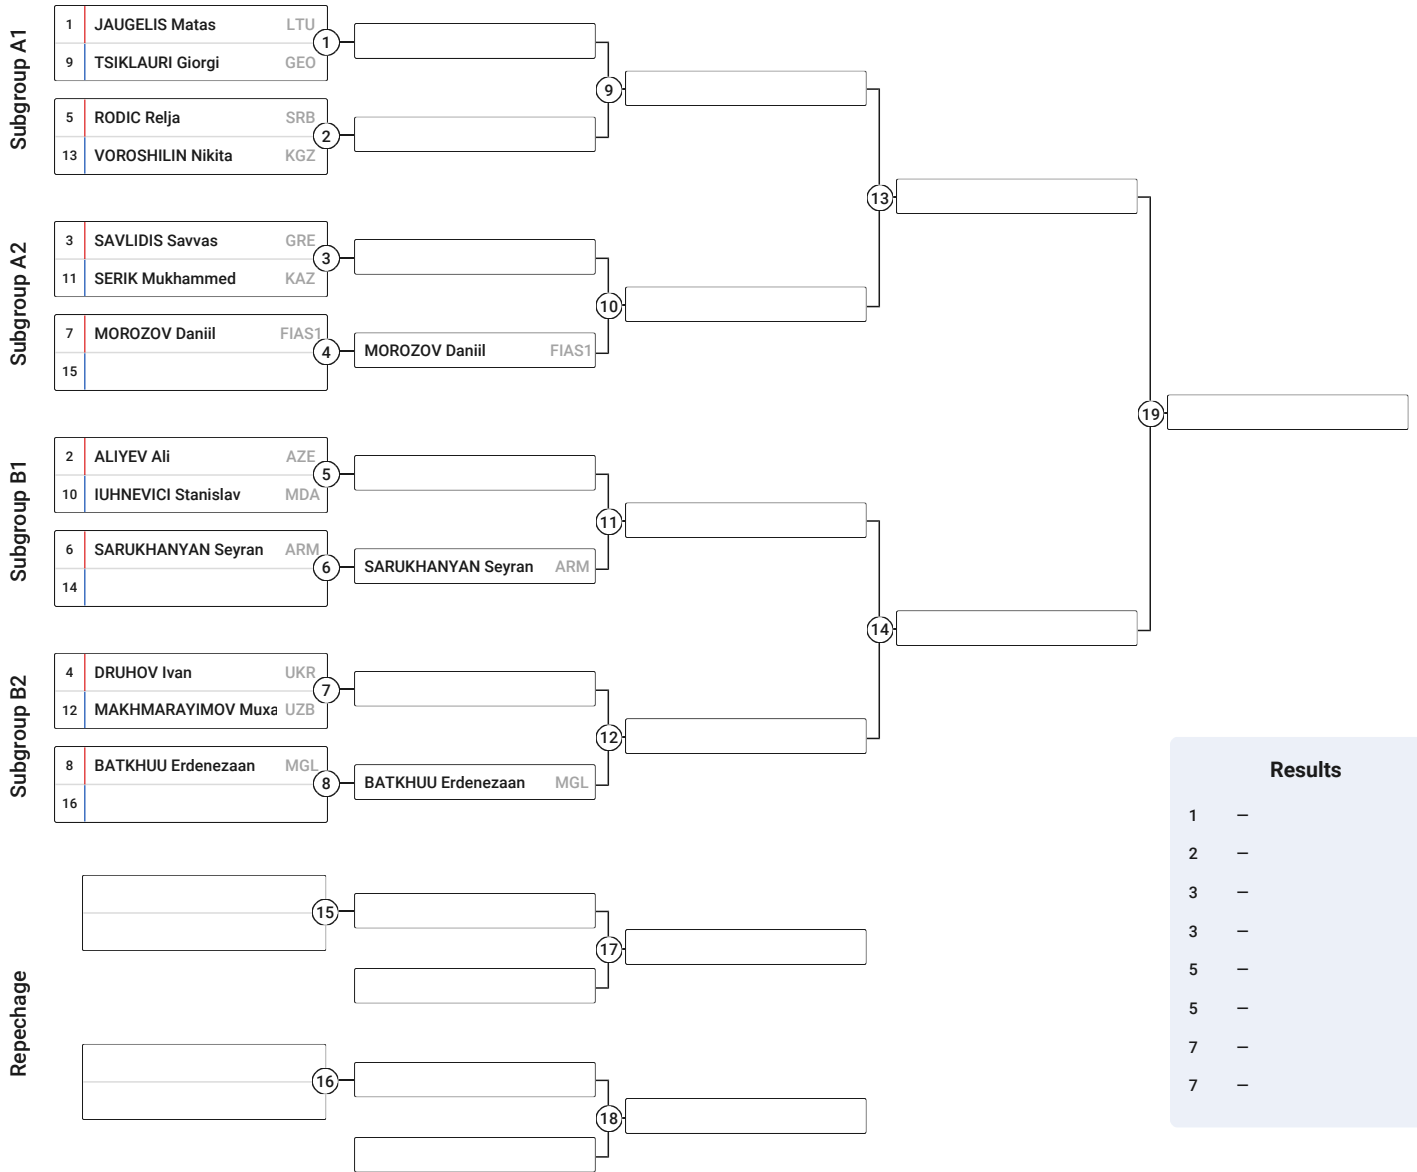 Subgroup A1
1 JAUGELIS Matas LTU
9 TSIKLAURI Giorgi GEO
1
5 RODIC Relja SRB
13 VOROSHILIN Nikita KGZ
2
9
Subgroup A2
3 SAVLIDIS Savvas GRE
11 SERIK Mukhammed KAZ
3
7 MOROZOV Daniil FIAS1
15
4
MOROZOV Daniil FIAS1
10
13
Subgroup B1
2 ALIYEV Ali AZE
10 IUHNEVICI Stanislav MDA
5
6 SARUKHANYAN Seyran ARM
14
6
SARUKHANYAN Seyran ARM
11
Subgroup B2
4 DRUHOV Ivan UKR
12 MAKHMARAYIMOV Muxa UZB
7
8 BATKHUU Erdenezaan MGL
16
8
BATKHUU Erdenezaan MGL
12
14
19
Repechage
15
17
16
18
Results
1 –
2 –
3 –
3 –
5 –
5 –
7 –
7 –